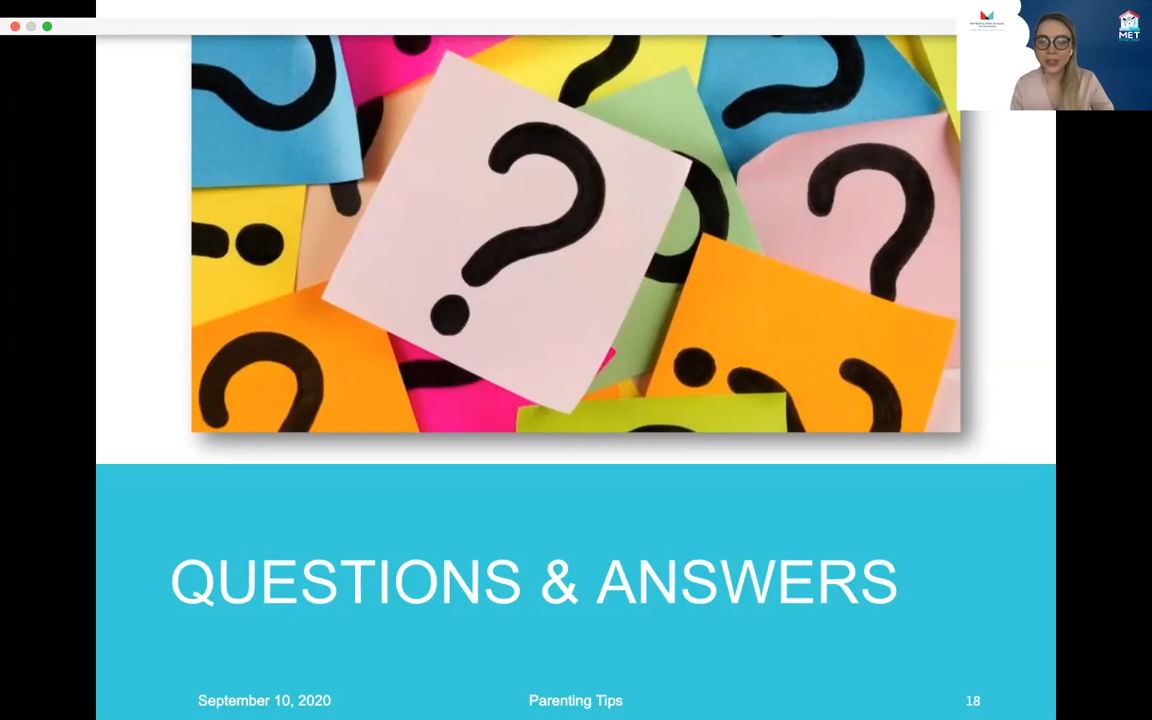 MET
QUESTIONS & ANSWERS
September 10, 2020
Parenting Tips
18